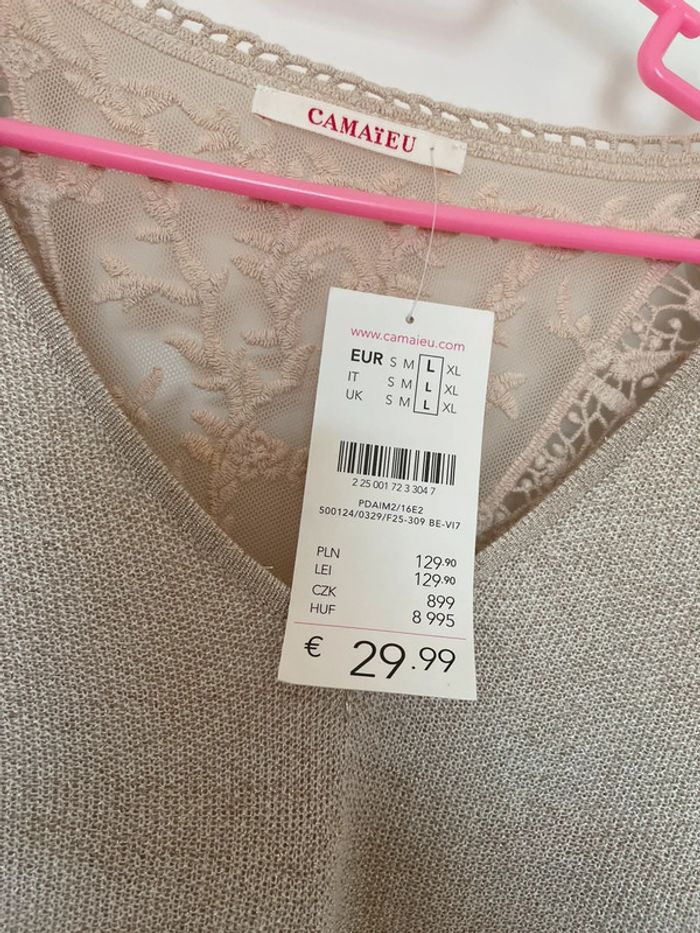 CAMAïEU
www.camaieu.com
EUR S M L XL
IT S M L XL
UK S M L XL
2 25 001 72 3 304 7
PDAIM2/16E2
500124/0329/F25-309 BE-VI7
PLN 129.90
LEI 129.90
CZK 899
HUF 8 995
€ 29.99